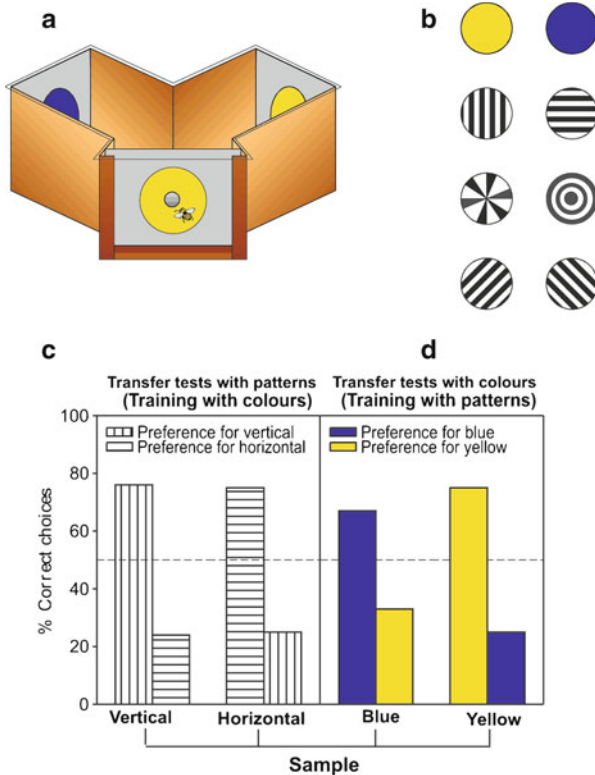 a
b
c
d
Transfer tests with patterns
(Training with colours)
Transfer tests with colours
(Training with patterns)
100
80
60
40
20
0
% Correct choices
Preference for vertical
Preference for horizontal
Preference for blue
Preference for yellow
Vertical
Horizontal
Blue
Yellow
Sample